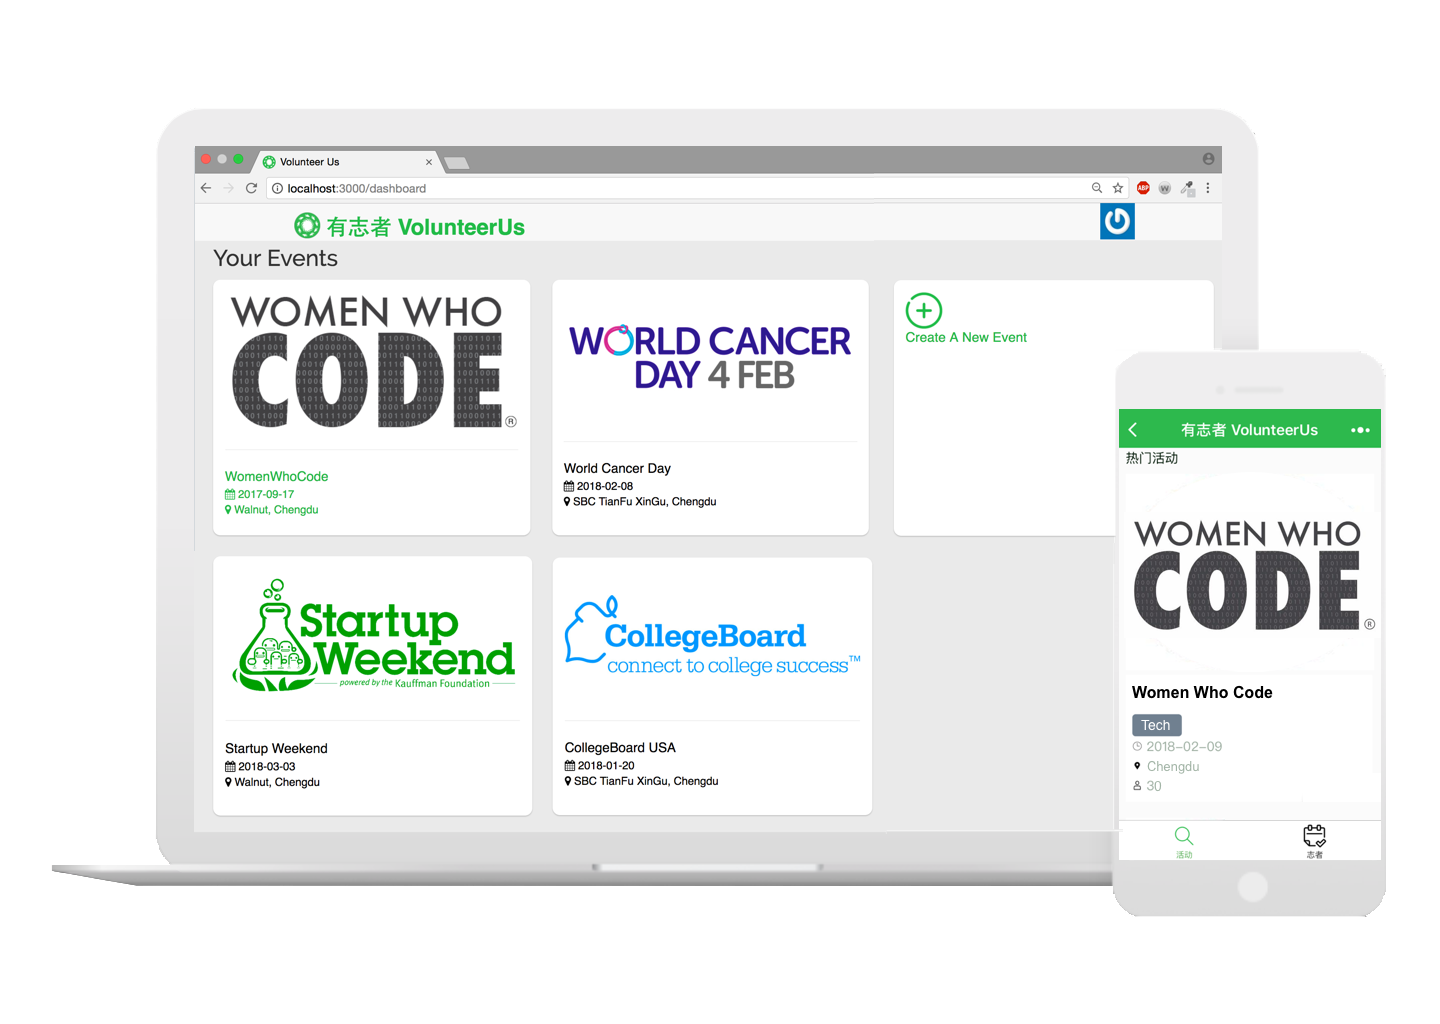 Volunteer Us
localhost:3000/dashboard
ABP
W
有志者 VolunteerUs
Your Events
WOMEN WHO
CODE®
WomenWhoCode
2017-09-17
Walnut, Chengdu
WORLD CANCER
DAY 4 FEB
World Cancer Day
2018-02-08
SBC TianFu XinGu, Chengdu
Create A New Event
Startup
Weekend
powered by the Kauffman Foundation
Startup Weekend
2018-03-03
Walnut, Chengdu
CollegeBoard
connect to college success™
CollegeBoard USA
2018-01-20
SBC TianFu XinGu, Chengdu
有志者 VolunteerUs
热门活动
WOMEN WHO
CODE®
Women Who Code
Tech
2018-02-09
Chengdu
30
活动
志者